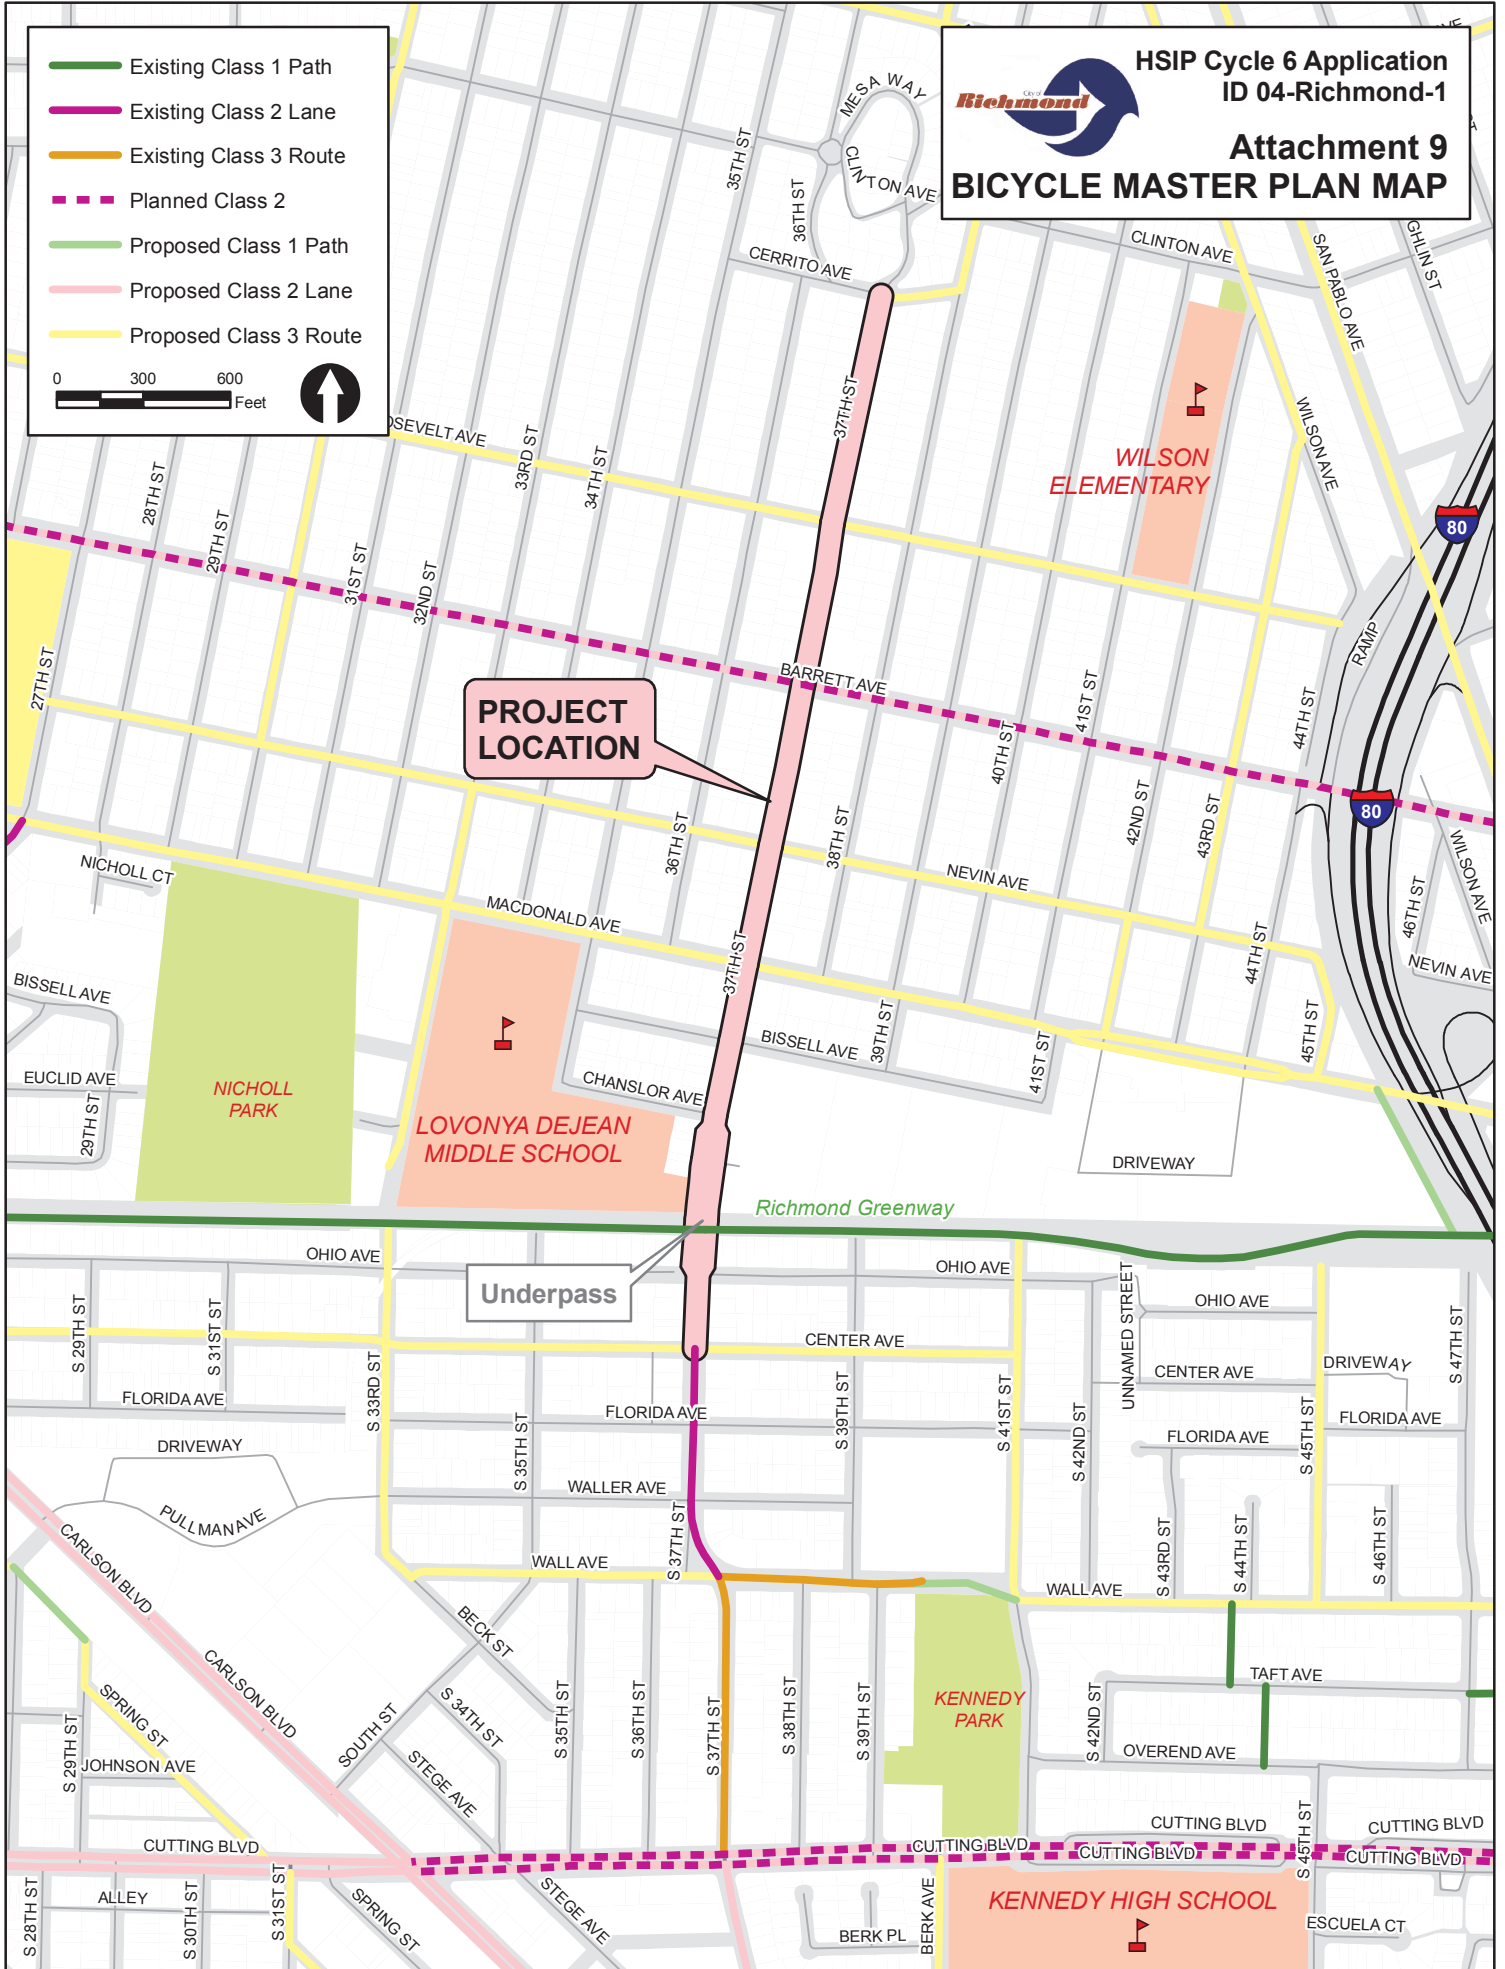 Existing Class 1 Path
Existing Class 2 Lane
Existing Class 3 Route
Planned Class 2
Proposed Class 1 Path
Proposed Class 2 Lane
Proposed Class 3 Route
0 300 600
Feet
City of
Richmond
HSIP Cycle 6 Application
ID 04-Richmond-1
Attachment 9
BICYCLE MASTER PLAN MAP
MESA WAY
35TH ST
CLINTON AVE
36TH ST
CERRITO AVE
CLINTON AVE
SAN PABLO AVE
GHLIN ST
37TH ST
WILSON AVE
OSEVELT AVE
33RD ST
34TH ST
28TH ST
29TH ST
WILSON
ELEMENTARY
80
31ST ST
32ND ST
RAMP
27TH ST
BARRETT AVE
PROJECT
LOCATION
41ST ST
44TH ST
40TH ST
80
42ND ST
43RD ST
36TH ST
38TH ST
WILSON AVE
NICHOLL CT
NEVIN AVE
46TH ST
MACDONALD AVE
37TH ST
44TH ST
NEVIN AVE
BISSELL AVE
39TH ST
45TH ST
BISSELL AVE
41ST ST
EUCLID AVE
29TH ST
NICHOLL
PARK
CHANSLOR AVE
LOVONYA DEJEAN
MIDDLE SCHOOL
DRIVEWAY
Richmond Greenway
OHIO AVE
Underpass
OHIO AVE
UNNAMED STREET
OHIO AVE
S 29TH ST
S 31ST ST
S 33RD ST
CENTER AVE
CENTER AVE
DRIVEWAY
S 47TH ST
FLORIDA AVE
FLORIDA AVE
S 39TH ST
S 41ST ST
S 42ND ST
S 45TH ST
FLORIDA AVE
FLORIDA AVE
DRIVEWAY
S 35TH ST
WALLER AVE
PULLMAN AVE
S 37TH ST
S 43RD ST
S 44TH ST
S 46TH ST
CARLSON BLVD
WALL AVE
WALL AVE
BECK ST
CARLSON BLVD
TAFT AVE
SPRING ST
S 34TH ST
S 35TH ST
S 36TH ST
S 37TH ST
S 38TH ST
S 39TH ST
KENNEDY
PARK
S 42ND ST
SOUTH ST
S 29TH ST
JOHNSON AVE
STEGE AVE
OVEREND AVE
S 45TH ST
CUTTING BLVD
CUTTING BLVD
CUTTING BLVD
CUTTING BLVD
CUTTING BLVD
CUTTING BLVD
S 28TH ST
ALLEY
S 30TH ST
S 31ST ST
SPRING ST
STEGE AVE
BERK PL
BERK AVE
KENNEDY HIGH SCHOOL
ESCUELA CT